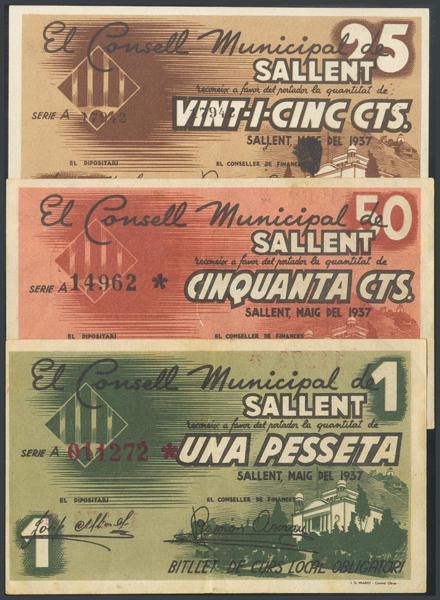 El Consell Municipal de 25
SALLENT
reconeix a favor del portador la quantitat de:
SERIE A 17942 17942 VINT-I-CINC CTS.
SALLENT, MAIG DEL 1937
EL DIPOSITARI EL CONSELLER DE FINANCES
El Consell Municipal de 50
SALLENT
reconeix a favor del portador la quantitat de
SERIE A 14962 * CINQUANTA CTS.
SALLENT, MAIG DEL 1937
EL DIPOSITARI EL CONSELLER DE FINANCES
El Consell Municipal de 1
SALLENT
reconeix a favor del portador la quantitat de
SERIE A 011272 * UNA PESSETA
SALLENT, MAIG DEL 1937
EL DIPOSITARI EL CONSELLER DE FINANCES
1
BITLLET DE CURS LOCAL OBLIGATORI